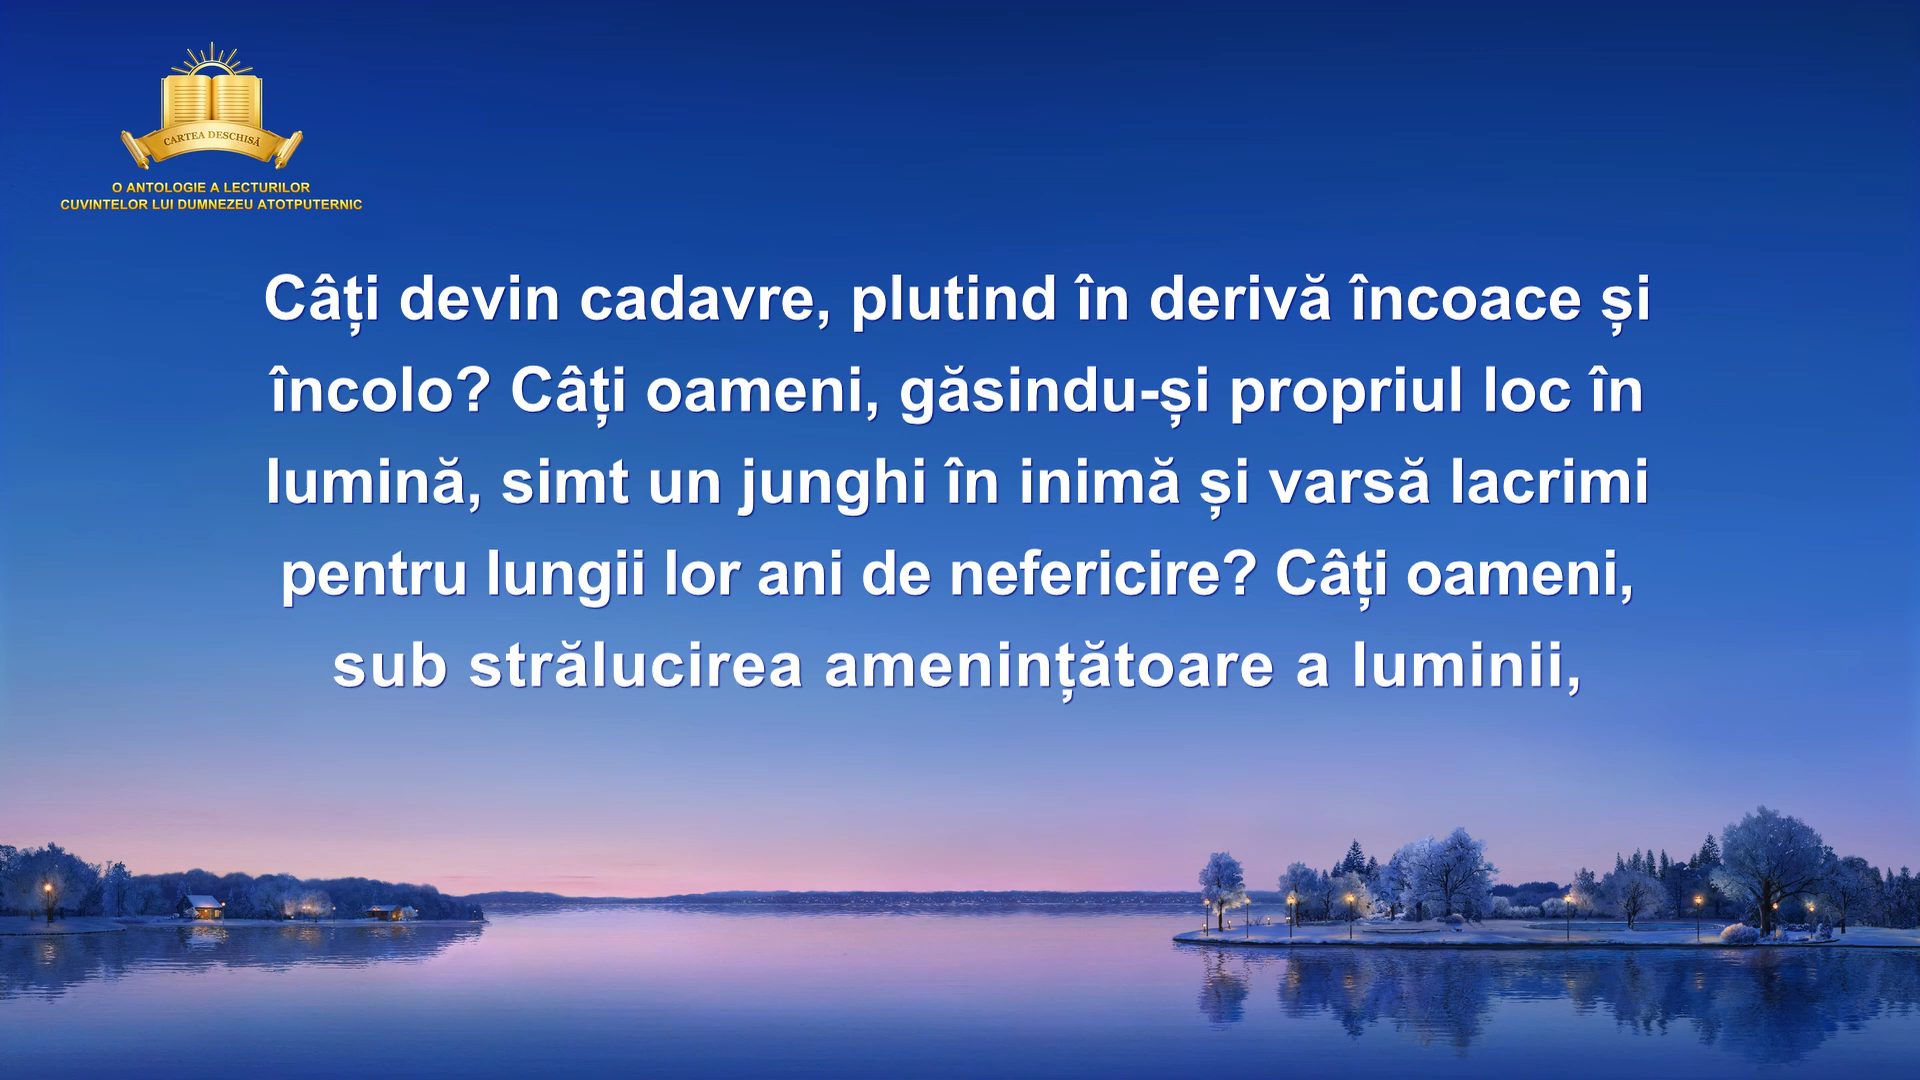 CARTEA DESCHISĂ
O ANTOLOGIE A LECTURILOR
CUVINTELOR LUI DUMNEZEU ATOTPUTERNIC
Câți devin cadavre, plutind în derivă încoace și
încolo? Câți oameni, găsindu-și propriul loc în
lumină, simt un junghi în inimă și varsă lacrimi
pentru lungii lor ani de nefericire? Câți oameni,
sub strălucirea amenințătoare a luminii,